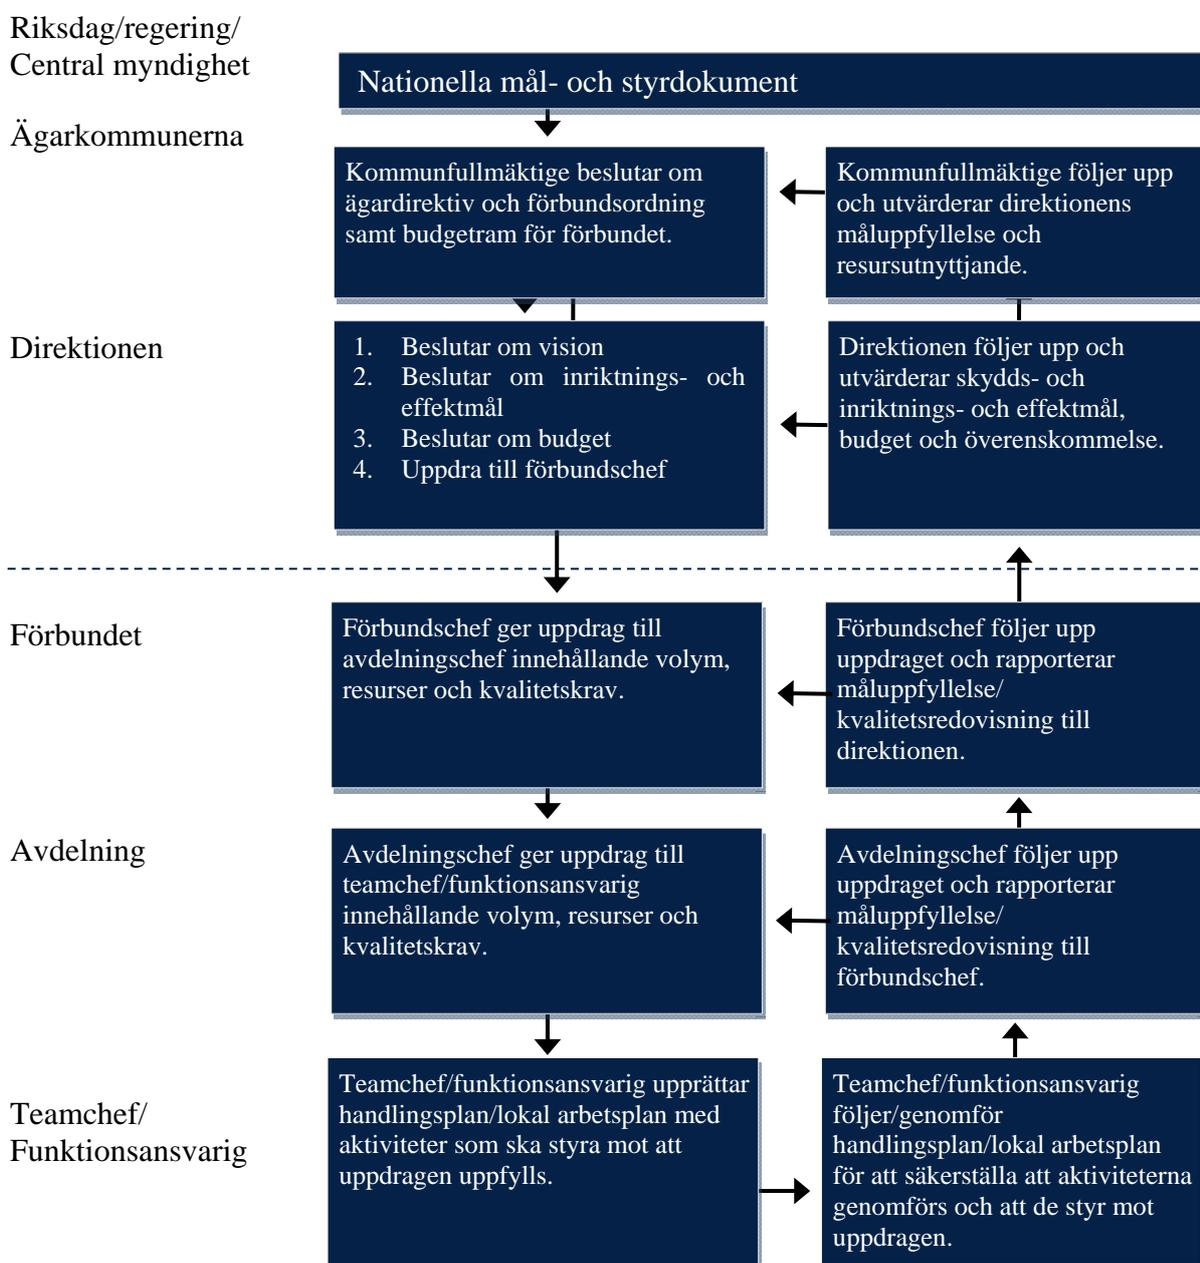 Riksdag/regering/
Central myndighet
Nationella mål- och styrdokument
Ägarkommunerna
Kommunfullmäktige beslutar om
ägardirektiv och förbundsordning
samt budgetram för förbundet.
Kommunfullmäktige följer upp
och utvärderar direktionens
måluppfyllelse och
resursutnyttjande.
Direktionen
1. Beslutar om vision
2. Beslutar om inriktnings- och
effektmål
3. Beslutar om budget
4. Uppdra till förbundschef
Direktionen följer upp och
utvärderar skydds- och
inriktnings- och effektmål,
budget och överenskommelse.
Förbundet
Förbundschef ger uppdrag till
avdelningschef innehållande volym,
resurser och kvalitetskrav.
Förbundschef följer upp
uppdraget och rapporterar
måluppfyllelse/
kvalitetsredovisning till
direktionen.
Avdelning
Avdelningschef ger uppdrag till
teamchef/funktionsansvarig
innehållande volym, resurser och
kvalitetskrav.
Avdelningschef följer upp
uppdraget och rapporterar
måluppfyllelse/
kvalitetsredovisning till
förbundschef.
Teamchef/
Funktionsansvarig
Teamchef/funktionsansvarig upprättar
handlingsplan/lokal arbetsplan med
aktiviteter som ska styra mot att
uppdragen uppfylls.
Teamchef/funktionsansvarig
följer/genomför
handlingsplan/lokal arbetsplan
för att säkerställa att aktiviteterna
genomförs och att de styr mot
uppdragen.